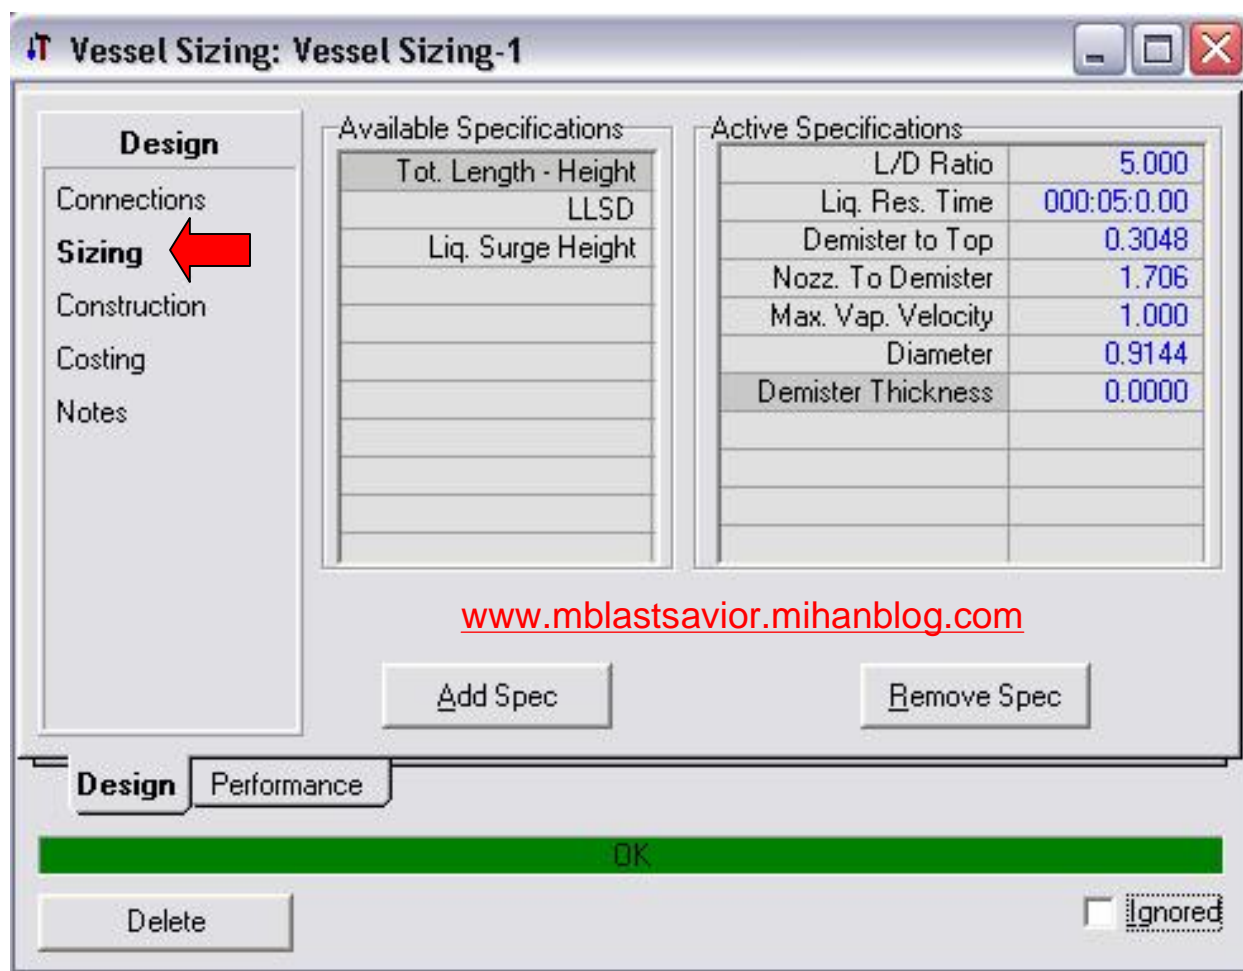 Vessel Sizing: Vessel Sizing-1
Design
Connections
Sizing
Construction
Costing
Notes
Available Specifications
Tot. Length - Height
LLSD
Liq. Surge Height
Active Specifications
L/D Ratio 5.000
Liq. Res. Time 000:05:0.00
Demister to Top 0.3048
Nozz. To Demister 1.706
Max. Vap. Velocity 1.000
Diameter 0.9144
Demister Thickness 0.0000
www.mblastsavior.mihanblog.com
Add Spec
Remove Spec
Design Performance
OK
Delete
Ignored